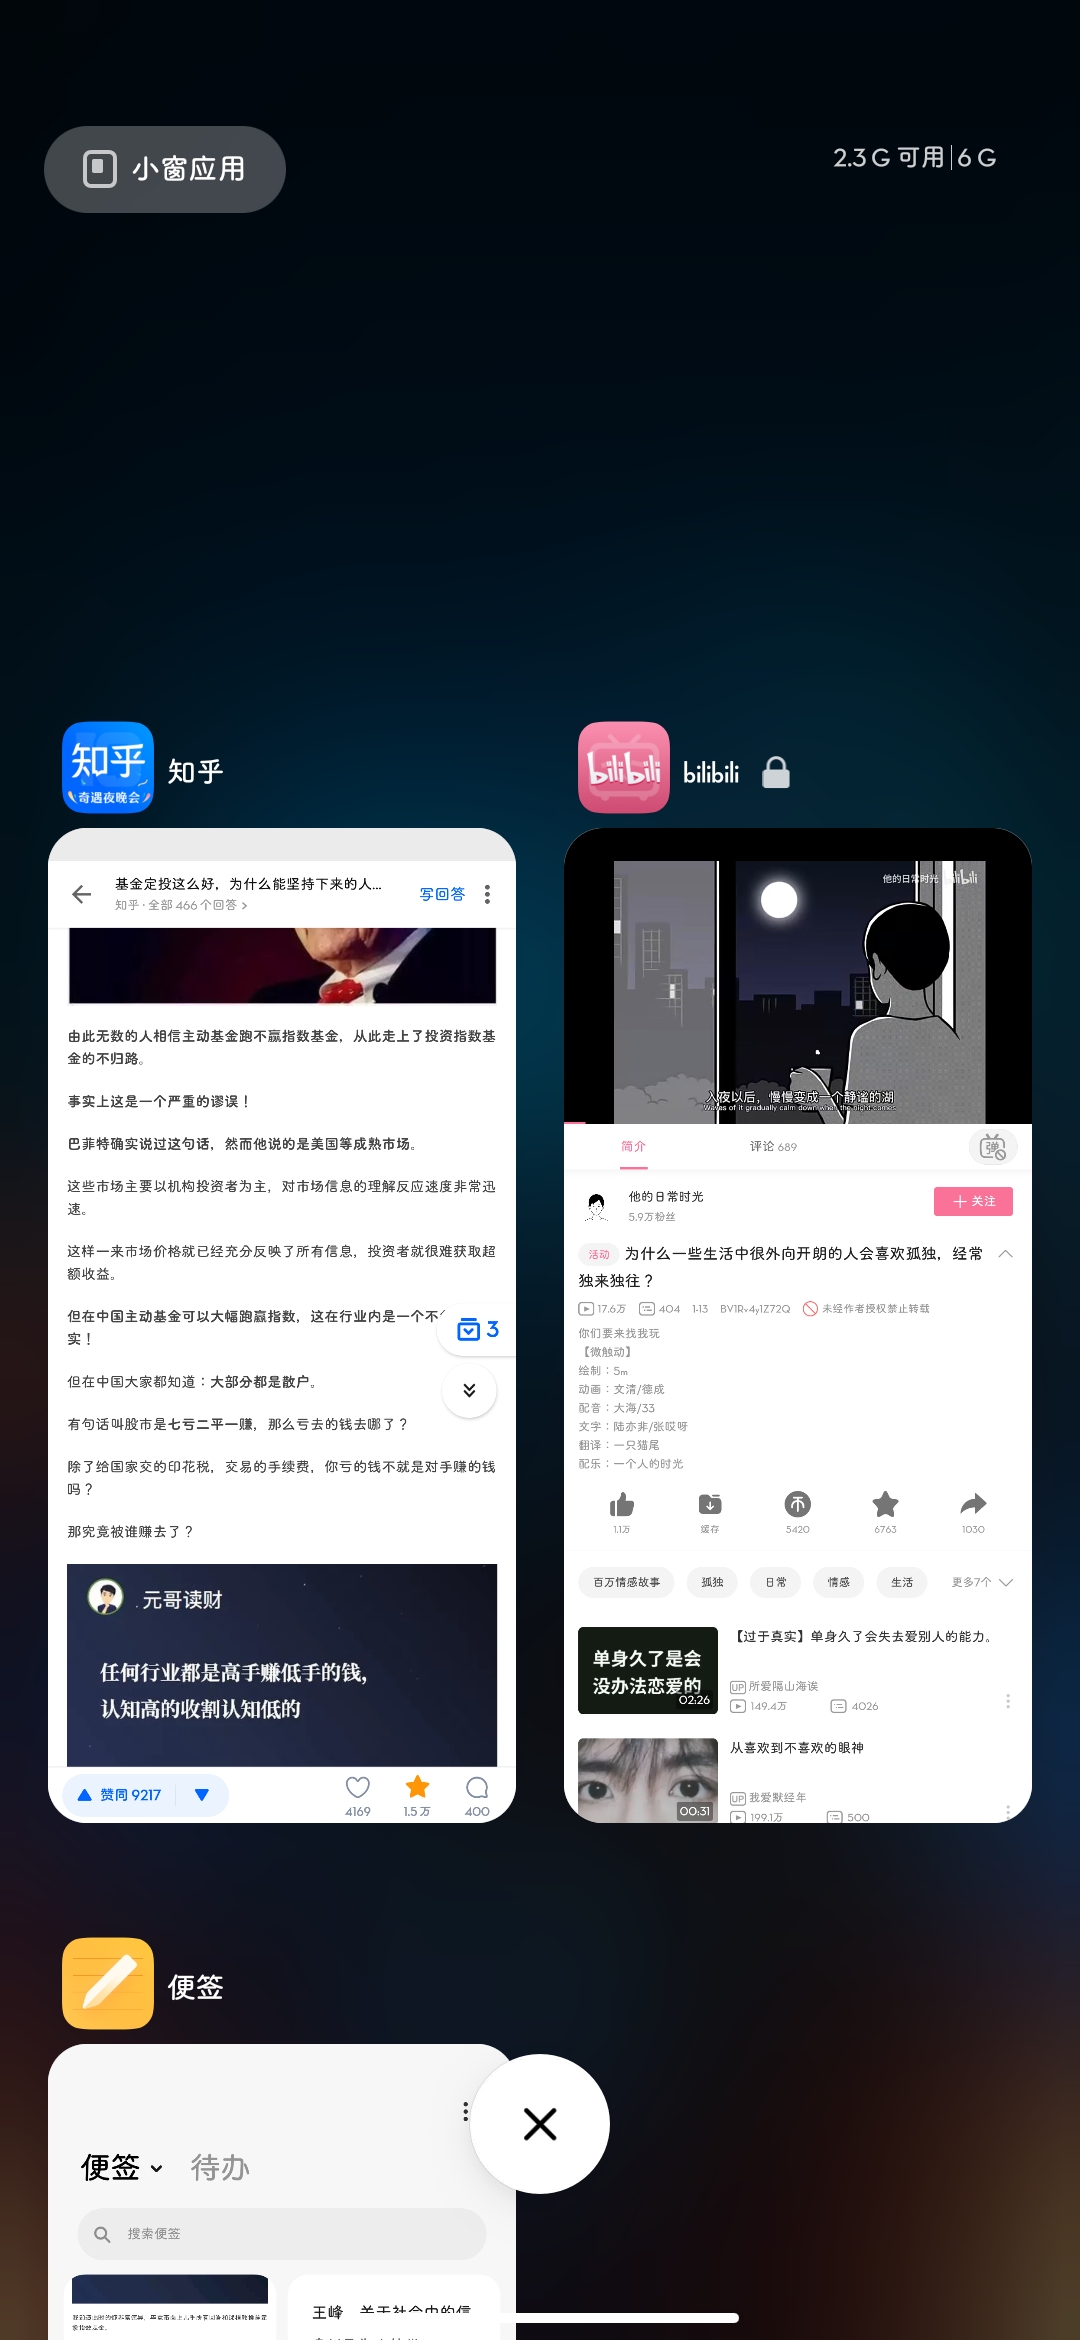 小窗应用
2.3 G 可用 | 6 G
知乎
奇遇夜晚会
知乎
bilibili
bilibili
基金定投这么好，为什么能坚持下来的人...
知乎 · 全部 466 个回答 >
写回答
由此无数的人相信主动基金跑不赢指数基
金的不归路。
事实上这是一个严重的谬误！
巴菲特确实说过这句话，然而他说的是美国等成熟市场。
这些市场主要以机构投资者为主，对市场信息的理解反应速度非常迅
速。
这样一来市场价格就已经充分反映了所有信息，投资者就很难获取超
额收益。
但在中国主动基金可以大幅跑赢指数，这在行业内是一个不
实！
3
但在中国大家都知道：大部分都是散户。
有句话叫股市是七亏二平一赚，那么亏去的钱去哪了？
除了给国家交的印花税，交易的手续费，你亏的钱不就是对手赚的钱
吗？
那究竟被谁赚去了？
元哥读财
任何行业都是高手赚低手的钱，
认知高的收割认知低的
赞同 9217
4169
1.5 万
400
他的日常时光 bilibili
入夜以后，慢慢变成一个静谧的湖
Waves of it gradually calm down when the night comes
简介
评论 689
弹
他的日常时光
5.9万粉丝
关注
活动 为什么一些生活中很外向开朗的人会喜欢孤独，经常
独来独往？
17.6万 404 1-13 BV1Rv4y1Z72Q 未经作者授权禁止转载
你们要来找我玩
【微触动】
绘制：5m
动画：文清/德成
配音：大海/33
文字：陆亦非/张哎呀
翻译：一只猫尾
配乐：一个人的时光
1.1万
缓存
5420
6763
1030
百万情感故事
孤独
日常
情感
生活
更多7个
单身久了是会
没办法恋爱的
02:26
【过于真实】单身久了会失去爱别人的能力。
UP 所爱隔山海诶
149.4万 4026
00:31
从喜欢到不喜欢的眼神
UP 我爱默经年
199.1万 500
便签
便签
待办
搜索便签
王峰